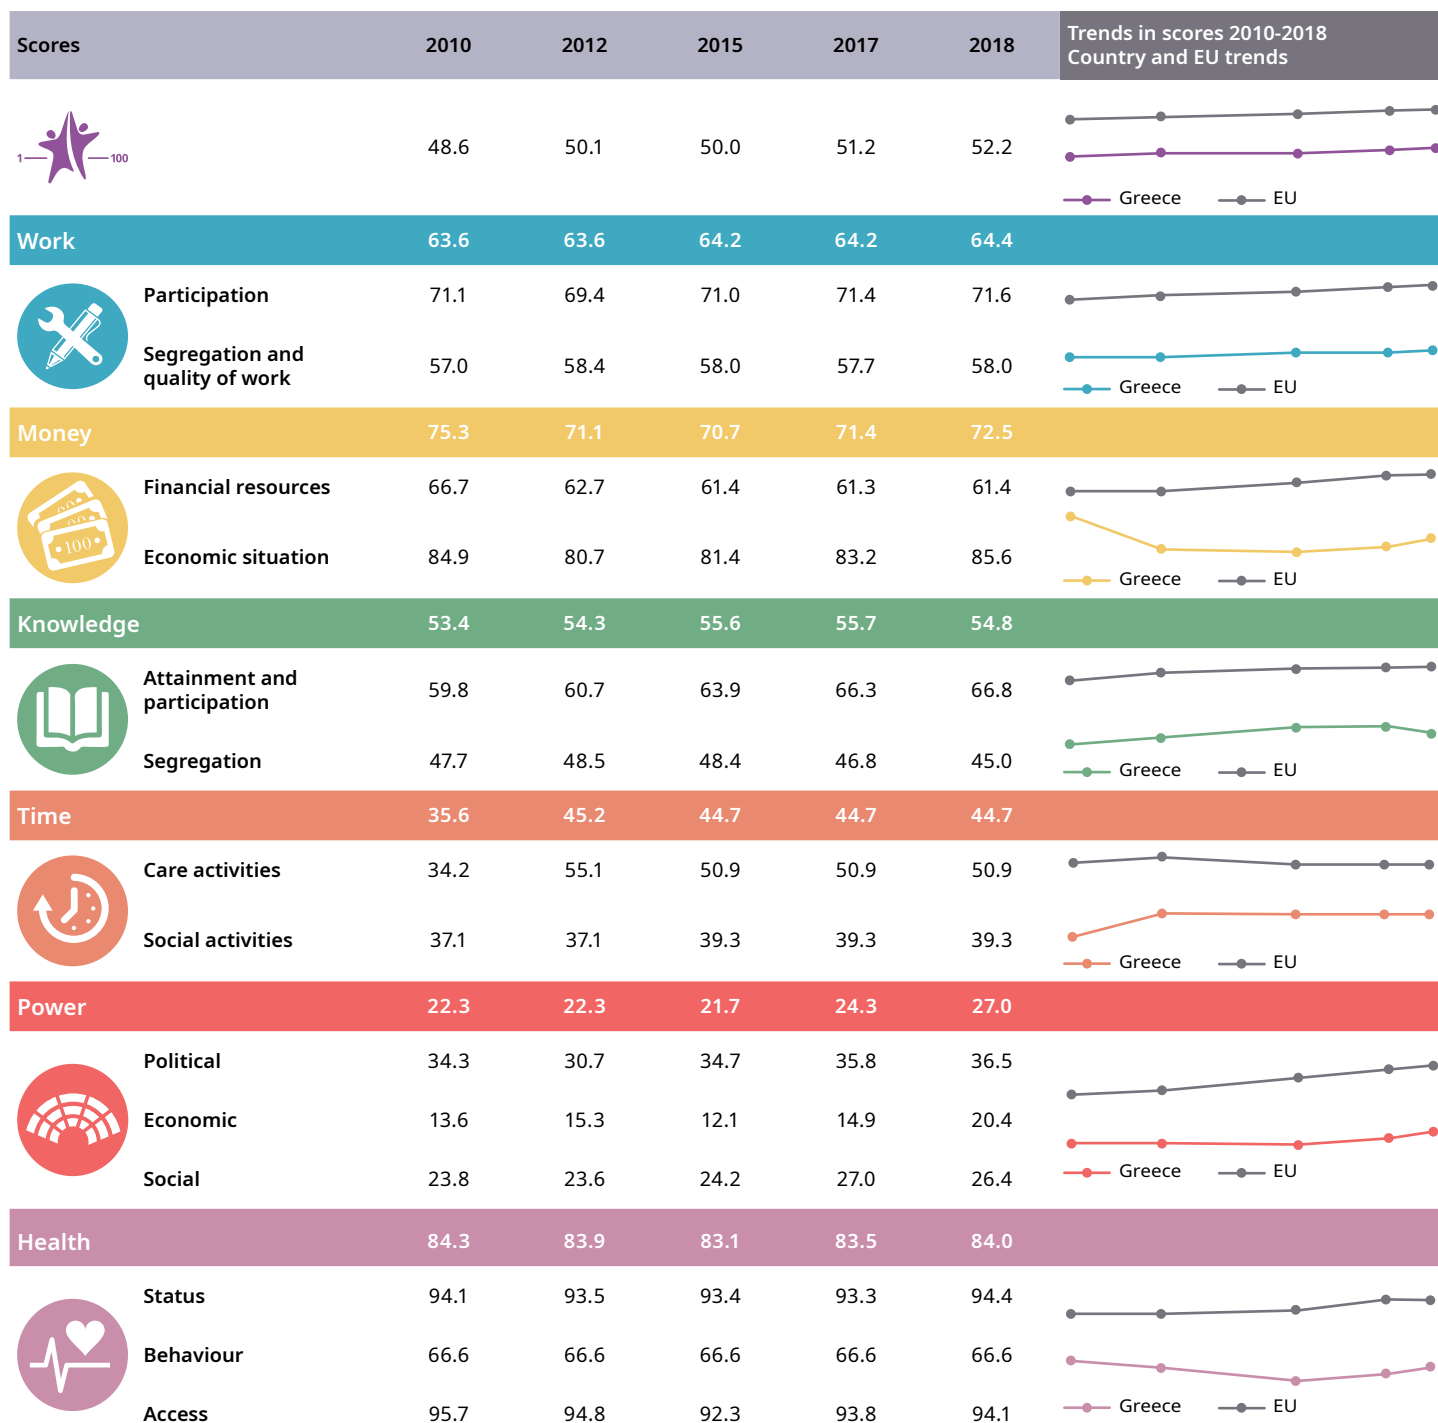 Scores 2010 2012 2015 2017 2018 Trends in scores 2010-2018
Country and EU trends
1 100 48.6 50.1 50.0 51.2 52.2
Greece EU
Work 63.6 63.6 64.2 64.2 64.4
Participation 71.1 69.4 71.0 71.4 71.6
Segregation and
quality of work 57.0 58.4 58.0 57.7 58.0
Greece EU
Money 75.3 71.1 70.7 71.4 72.5
Financial resources 66.7 62.7 61.4 61.3 61.4
100
Economic situation 84.9 80.7 81.4 83.2 85.6
Greece EU
Knowledge 53.4 54.3 55.6 55.7 54.8
Attainment and
participation 59.8 60.7 63.9 66.3 66.8
Segregation 47.7 48.5 48.4 46.8 45.0
Greece EU
Time 35.6 45.2 44.7 44.7 44.7
Care activities 34.2 55.1 50.9 50.9 50.9
Social activities 37.1 37.1 39.3 39.3 39.3
Greece EU
Power 22.3 22.3 21.7 24.3 27.0
Political 34.3 30.7 34.7 35.8 36.5
Economic 13.6 15.3 12.1 14.9 20.4
Social 23.8 23.6 24.2 27.0 26.4
Greece EU
Health 84.3 83.9 83.1 83.5 84.0
Status 94.1 93.5 93.4 93.3 94.4
Behaviour 66.6 66.6 66.6 66.6 66.6
Access 95.7 94.8 92.3 93.8 94.1
Greece EU